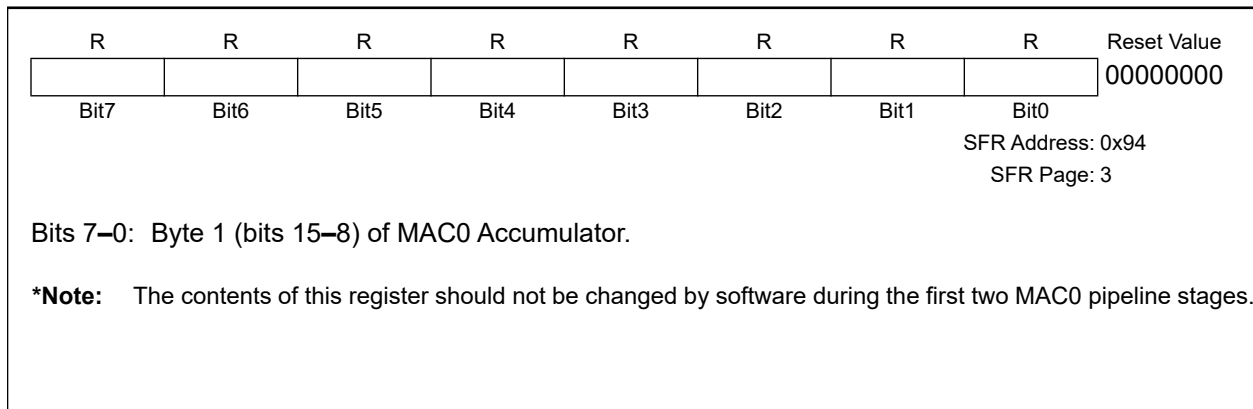 R R R R R R R R Reset Value
00000000
Bit7 Bit6 Bit5 Bit4 Bit3 Bit2 Bit1 Bit0
SFR Address: 0x94
SFR Page: 3
Bits 7–0: Byte 1 (bits 15–8) of MAC0 Accumulator.
*Note: The contents of this register should not be changed by software during the first two MAC0 pipeline stages.